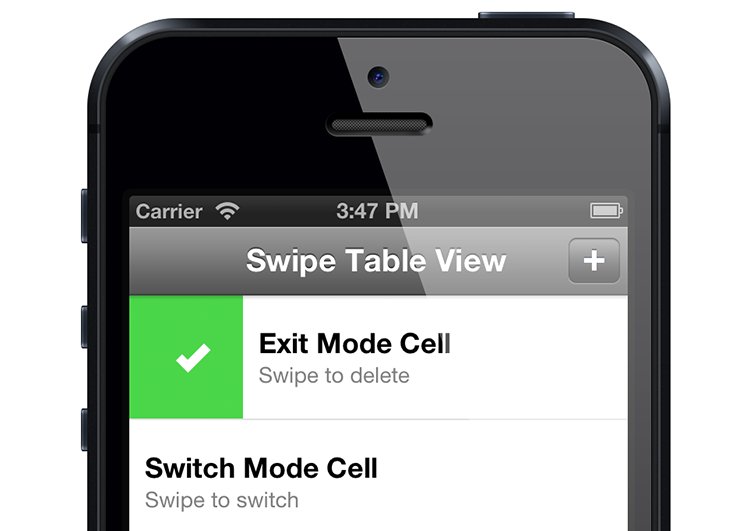 Carrier 3:47 PM
Swipe Table View +
Exit Mode Cell
Swipe to delete
Switch Mode Cell
Swipe to switch